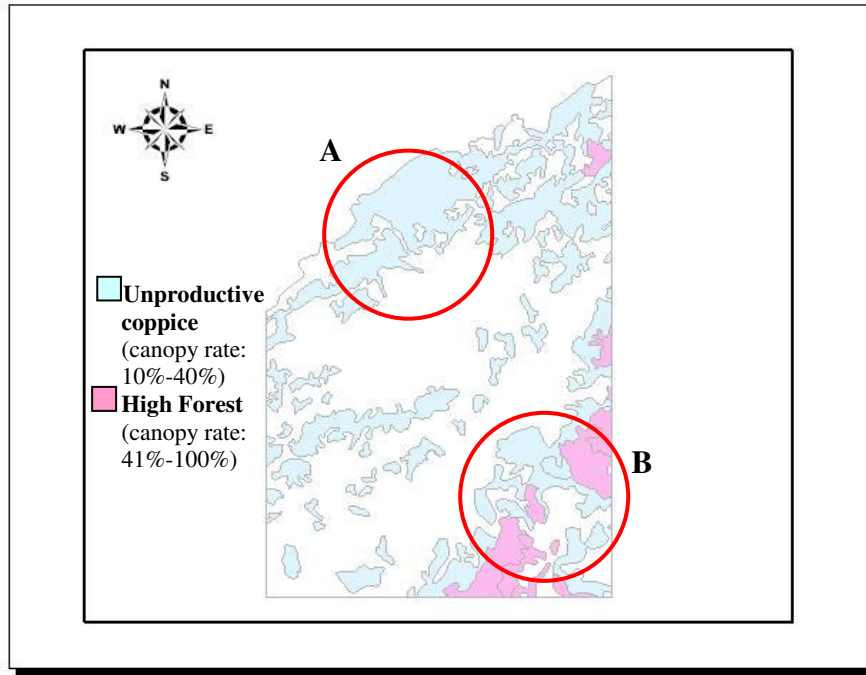 N
W E
S
A
Unproductive
coppice
(canopy rate:
10%-40%)
High Forest
(canopy rate:
41%-100%)
B